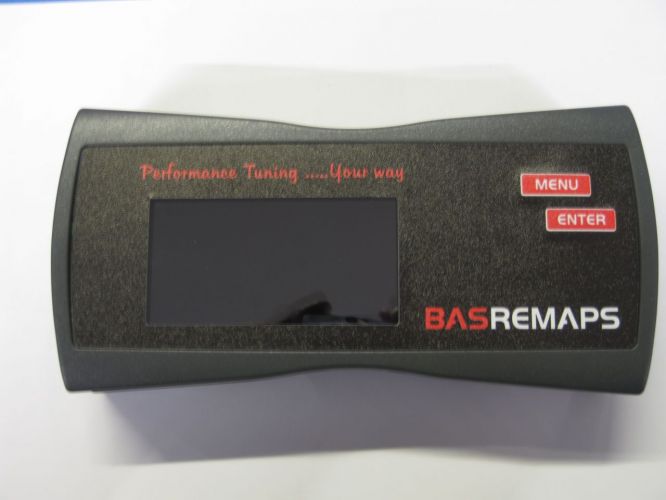 Performance Tuning .....Your way
MENU
ENTER
BASREMAPS